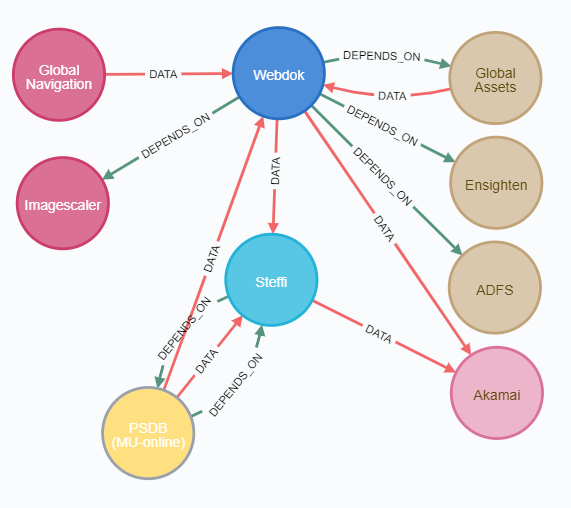 DEPENDS_ON
Global
Navigation
DATA
Webdok
Global
Assets
DATA
DEPENDS_ON
DEPENDS_ON
DEPENDS_ON
DATA
Imagescaler
Ensighten
DATA
DATA
Steffi
ADFS
DEPENDS_ON
DATA
DATA
DEPENDS_ON
Akamai
PSDB
(MU-online)